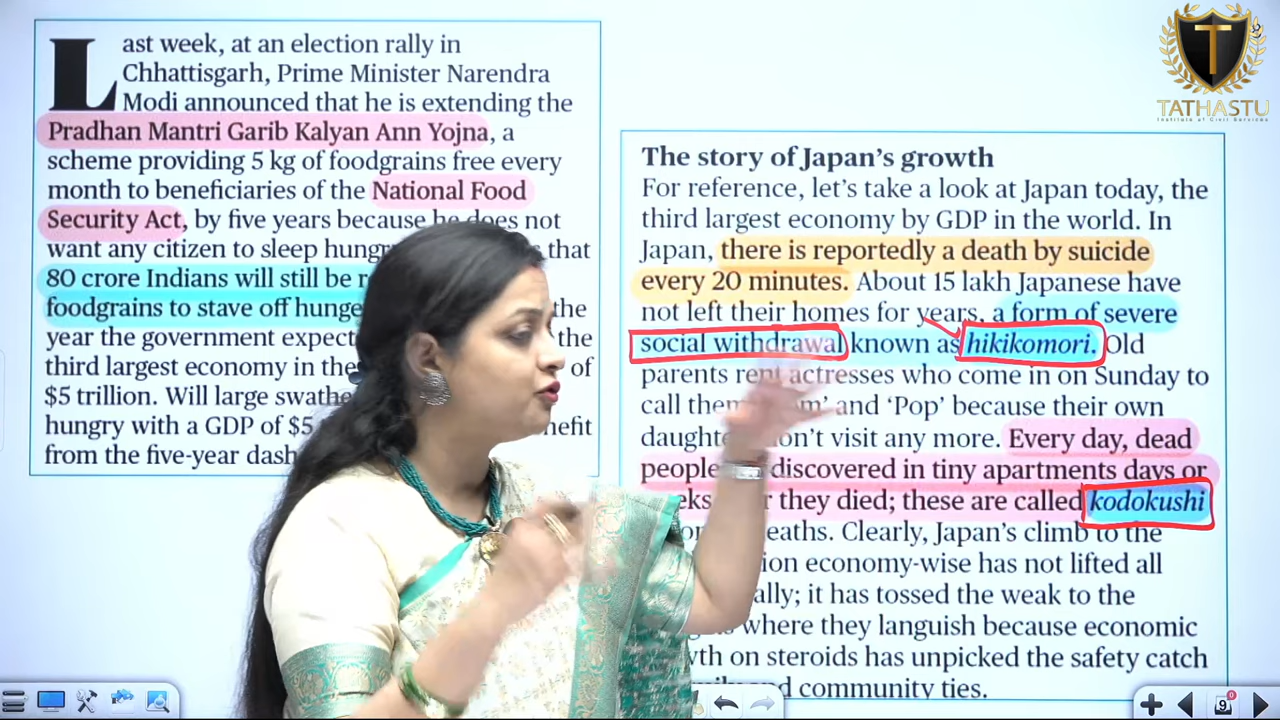 Last week, at an election rally in
Chhattisgarh, Prime Minister Narendra
Modi announced that he is extending the
Pradhan Mantri Garib Kalyan Ann Yojna, a
scheme providing 5 kg of foodgrains free every
month to beneficiaries of the National Food
Security Act, by five years because he does not
want any citizen to sleep that
80 crore Indians will still be
foodgrains to stave off the
year the government
third largest economy in of
$5 trillion. Will large
hungry with a GDP of
from the five-year
The story of Japan's growth
For reference, let's take a look at Japan today, the
third largest economy by GDP in the world. In
Japan, there is reportedly a death by suicide
every 20 minutes. About 15 lakh Japanese have
not left their homes for years, a form of severe
social withdrawal known as hikikomori. Old
parents rent actresses who come in on Sunday to
call and 'Pop' because their own
visit any more. Every day, dead
people discovered in tiny apartments days or
they died; these are called kodokushi
Clearly, Japan's climb to the
economy-wise has not lifted all
it has tossed the weak to the
where they languish because economic
on steroids has unpicked the safety catch
community ties.
T
TATHASTU
Institute of Civil Services
9
0